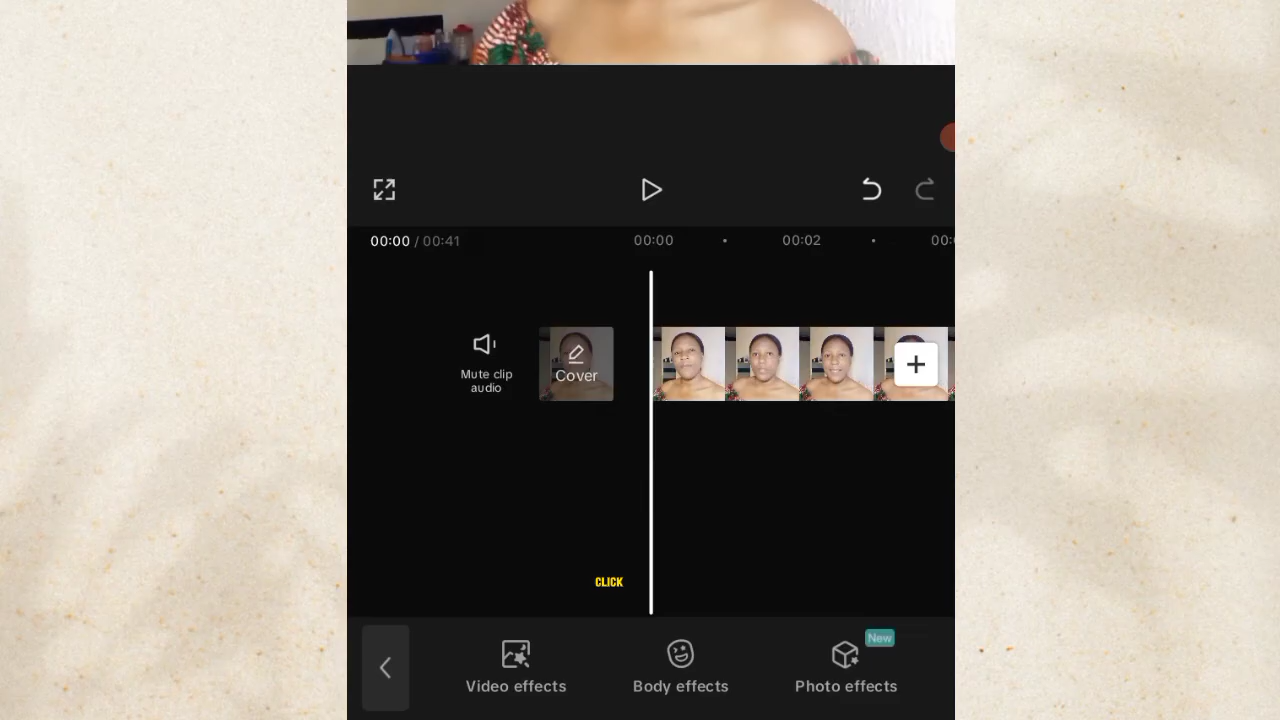 00:00 / 00:41
00:00
00:02
Mute clip
audio
Cover
CLICK
New
Video effects
Body effects
Photo effects